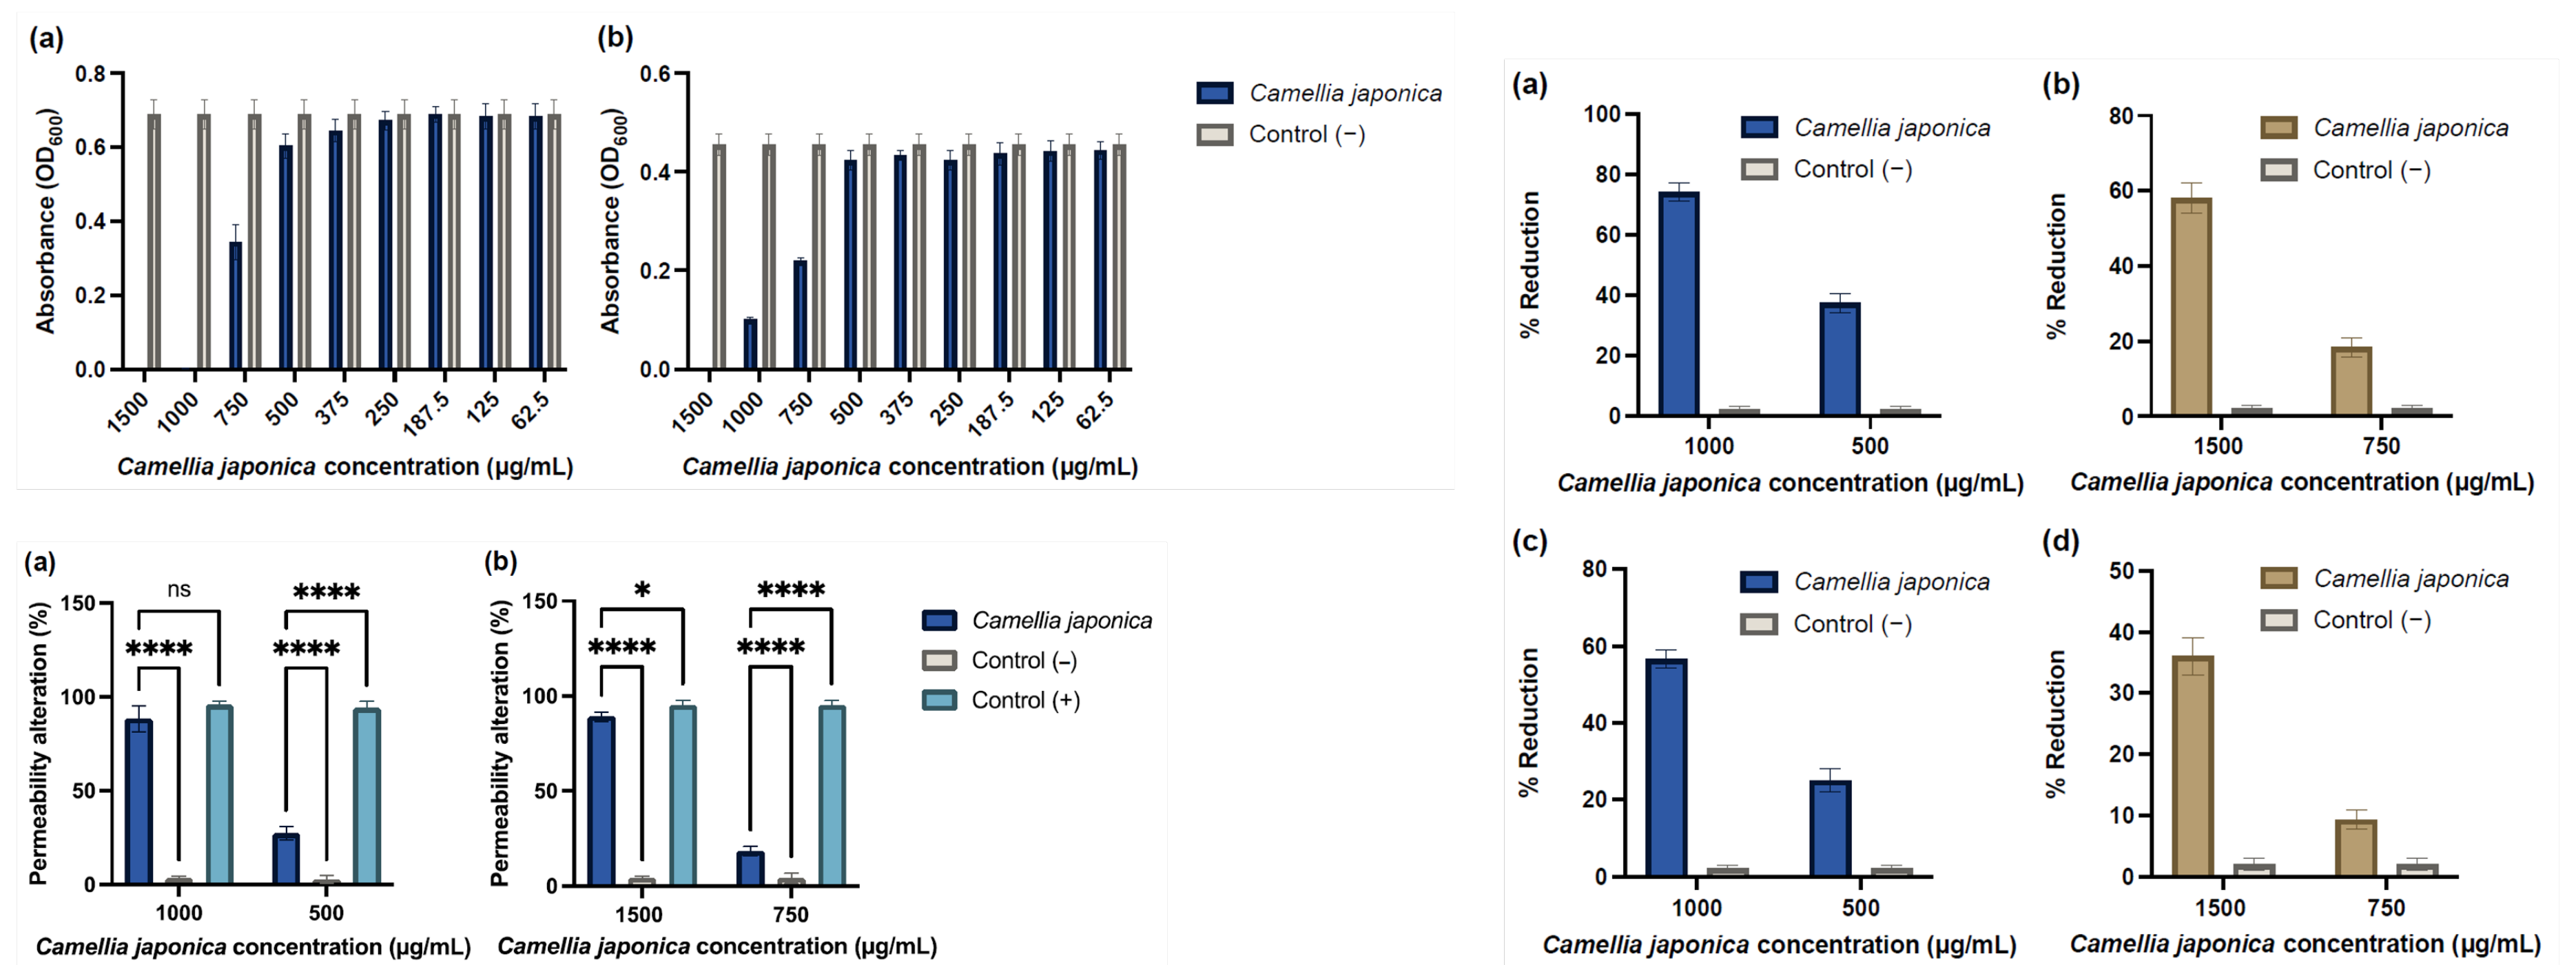 (a)
0.8
0.6
0.4
0.2
0.0
Absorbance (OD600)
1500
1000
750
500
375
250
187.5
125
62.5
Camellia japonica concentration (µg/mL)
(b)
0.6
0.4
0.2
0.0
Absorbance (OD600)
1500
1000
750
500
375
250
187.5
125
62.5
Camellia japonica concentration (µg/mL)
Camellia japonica
Control (−)
(a)
100
80
60
40
20
0
% Reduction
Camellia japonica
Control (−)
1000
500
Camellia japonica concentration (µg/mL)
(b)
80
60
40
20
0
% Reduction
Camellia japonica
Control (−)
1500
750
Camellia japonica concentration (µg/mL)
(a)
150
100
50
0
Permeability alteration (%)
ns
****
****
****
1000
500
Camellia japonica concentration (µg/mL)
(b)
150
100
50
0
Permeability alteration (%)
*
****
****
****
1500
750
Camellia japonica concentration (µg/mL)
Camellia japonica
Control (–)
Control (+)
(c)
80
60
40
20
0
% Reduction
Camellia japonica
Control (−)
1000
500
Camellia japonica concentration (µg/mL)
(d)
50
40
30
20
10
0
% Reduction
Camellia japonica
Control (−)
1500
750
Camellia japonica concentration (µg/mL)